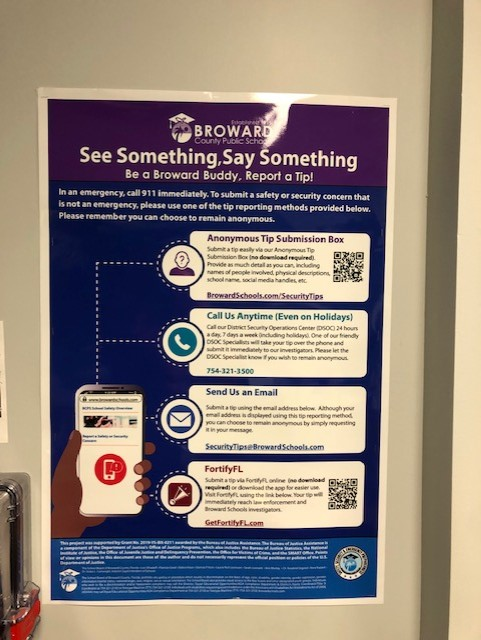 Established
BROWARD
County Public Schools
See Something,Say Something
Be a Broward Buddy, Report a Tip!
In an emergency, call 911 immediately. To submit a safety or security concern that
is not an emergency, please use one of the tip reporting methods provided below.
Please remember you can choose to remain anonymous.
Anonymous Tip Submission Box
Submit a tip easily via our Anonymous Tip
Submission Box (no download required).
Provide as much detail as you can, including
names of people involved, physical descriptions,
school name, social media handles, etc.
BrowardSchools.com/SecurityTips
Call Us Anytime (Even on Holidays)
Call our District Security Operations Center (DSOC) 24 hours
a day, 7 days a week (including holidays). One of our friendly
DSOC Specialists will take your tip over the phone and
submit it immediately to our investigators. Please let the
DSOC Specialist know if you wish to remain anonymous.
754-321-3500
Send Us an Email
Submit a tip using the email address below. Although your
email address is displayed using this tip reporting method,
you can choose to remain anonymous by simply requesting
it in your message.
SecurityTips@BrowardSchools.com
www.browardschools.com
BCPS School Safety Overview
Report a Safety or Security
Concern
FortifyFL
Submit a tip via FortifyFL online (no download
required) or download the app for easier use.
Visit FortifyFL using the link below. Your tip will
immediately reach law enforcement and
Broward Schools investigators.
GetFortifyFL.com
This project was supported by Grant No. awarded by the Bureau of Justice Assistance. The Bureau of Justice Assistance is
a component of the Department of Justice's Office of Justice Programs, which also includes the Bureau of Justice Statistics, the National
Institute of Justice, the Office of Juvenile Justice and Delinquency Prevention, the Office for Victims of Crime, and the SMART Office. Points
of view or opinions in this document are those of the author and do not necessarily represent the official position or policies of the U.S.
Department of Justice.